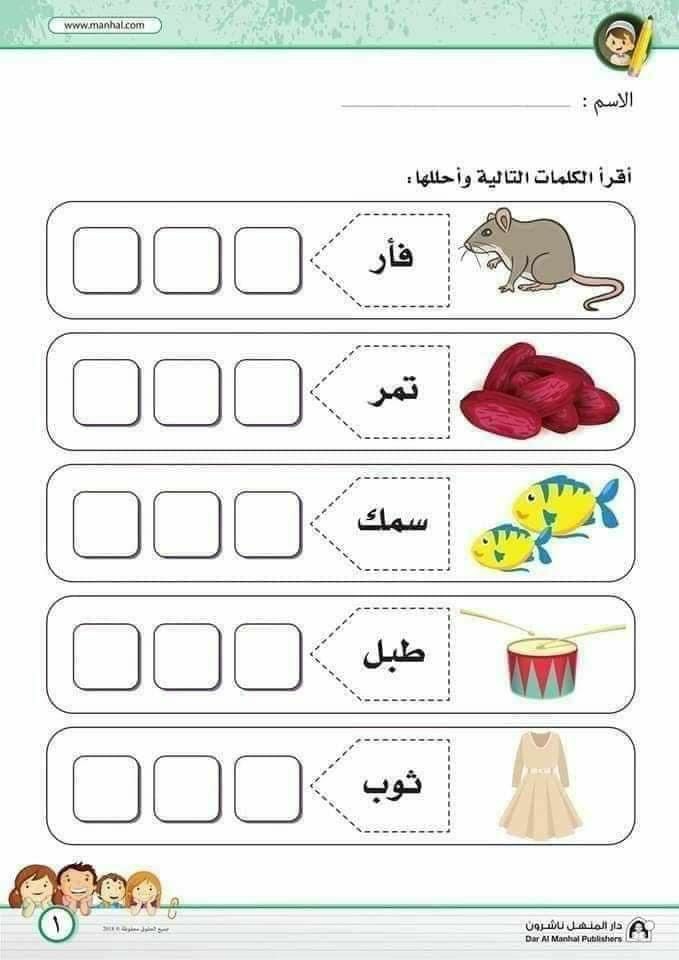 www.manhal.com
الاسم :
أقرأ الكلمات التالية وأحللها:
فأر
تمر
سمك
طبل
ثوب
١
جميع الحقوق محفوظة © 2018
دار المنهل ناشرون
Dar Al Manhal Publishers